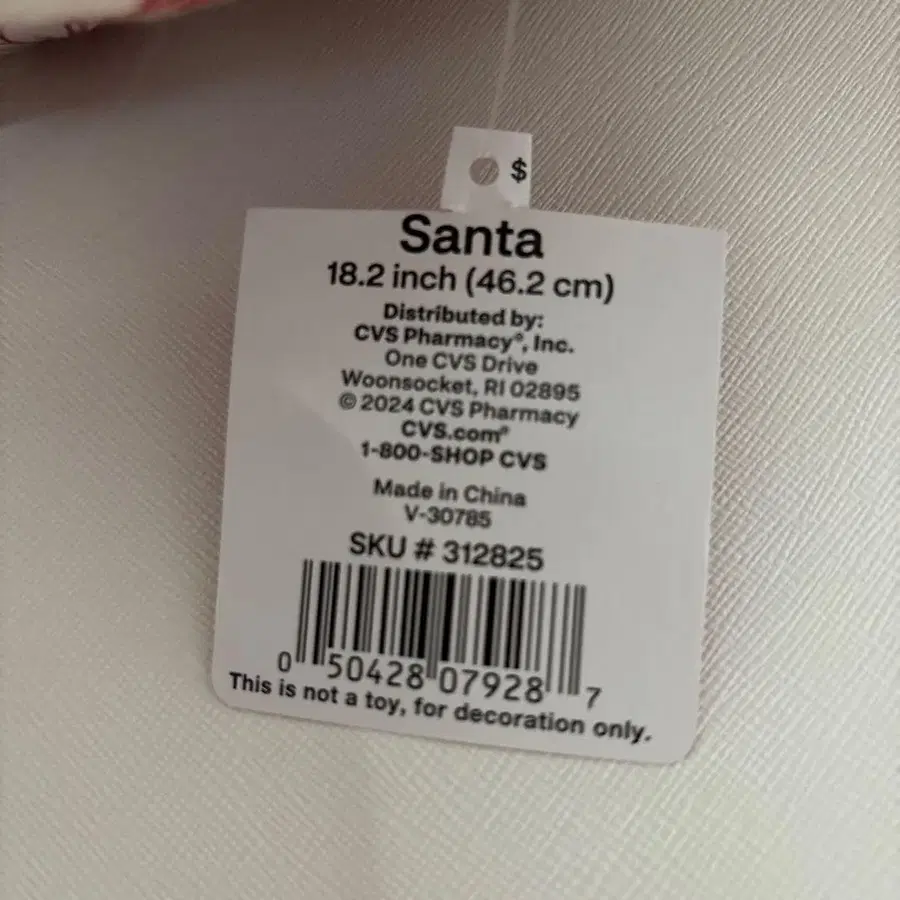 $
Santa
18.2 inch (46.2 cm)
Distributed by:
CVS Pharmacy®, Inc.
One CVS Drive
Woonsocket, RI 02895
© 2024 CVS Pharmacy
CVS.com®
1-800-SHOP CVS
Made in China
V-30785
SKU # 312825
0 50428 07928 7
This is not a toy, for decoration only.